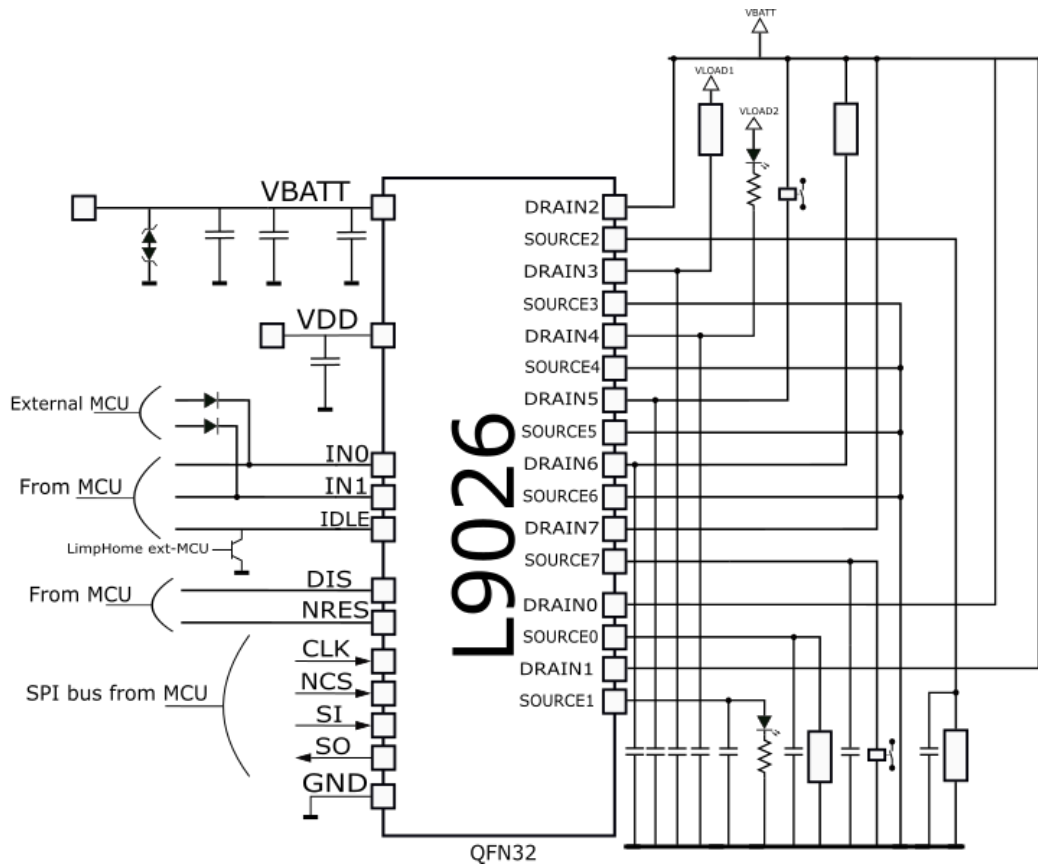 VBATT
VLOAD1
VLOAD2
VBATT
VDD
External MCU
From MCU
IN0
IN1
IDLE
LimpHome ext-MCU
From MCU
DIS
NRES
SPI bus from MCU
CLK
NCS
SI
SO
GND
L9026
DRAIN2
SOURCE2
DRAIN3
SOURCE3
DRAIN4
SOURCE4
DRAIN5
SOURCE5
DRAIN6
SOURCE6
DRAIN7
SOURCE7
DRAIN0
SOURCE0
DRAIN1
SOURCE1
QFN32